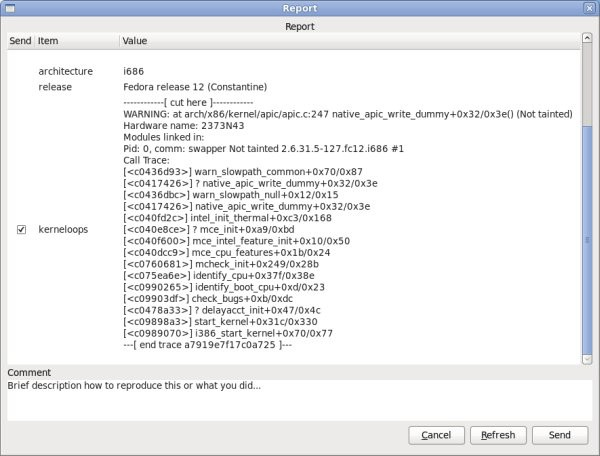 Report
Report
Send Item Value
architecture i686
release Fedora release 12 (Constantine)
------------[ cut here ]------------
WARNING: at arch/x86/kernel/apic/apic.c:247 native_apic_write_dummy+0x32/0x3e() (Not tainted)
Hardware name: 2373N43
Modules linked in:
Pid: 0, comm: swapper Not tainted 2.6.31.5-127.fc12.i686 #1
Call Trace:
[<c0436d93>] warn_slowpath_common+0x70/0x87
[<c0417426>] ? native_apic_write_dummy+0x32/0x3e
[<c0436dbc>] warn_slowpath_null+0x12/0x15
[<c0417426>] native_apic_write_dummy+0x32/0x3e
[<c040fd2c>] intel_init_thermal+0xc3/0x168
[<c040e8ce>] ? mce_init+0xa9/0xbd
kerneloops [<c040f600>] mce_intel_feature_init+0x10/0x50
[<c040dcc9>] mce_cpu_features+0x1b/0x24
[<c0760681>] mcheck_init+0x249/0x28b
[<c075ea6e>] identify_cpu+0x37f/0x38e
[<c0990265>] identify_boot_cpu+0xd/0x23
[<c09903df>] check_bugs+0xb/0xdc
[<c0478a33>] ? delayacct_init+0x47/0x4c
[<c09898a3>] start_kernel+0x31c/0x330
[<c0989070>] i386_start_kernel+0x70/0x77
---[ end trace a7919e7f17c0a725 ]---
Comment
Brief description how to reproduce this or what you did...
Cancel Refresh Send